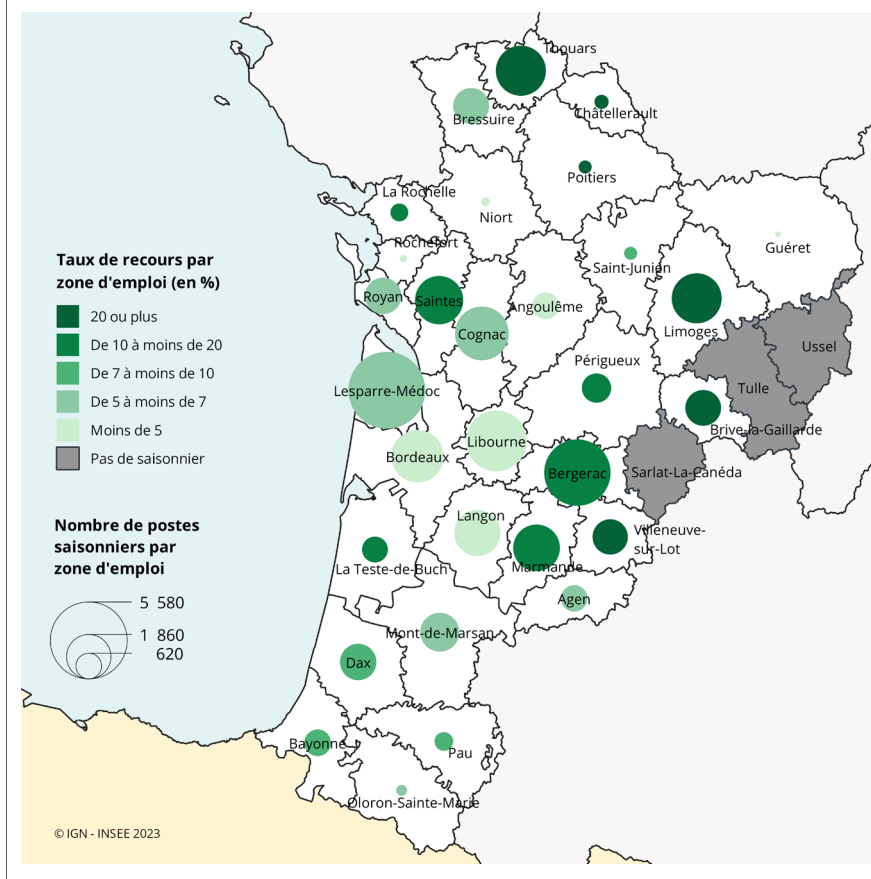 Thouars
Châtellerault
Bressuire
Poitiers
La Rochelle
Niort
Rochefort
Guéret
Saint-Junien
Taux de recours par
zone d'emploi (en %)
20 ou plus
De 10 à moins de 20
De 7 à moins de 10
De 5 à moins de 7
Moins de 5
Pas de saisonnier
Royan
Saintes
Angoulême
Limoges
Cognac
Ussel
Périgueux
Tulle
Lesparre-Médoc
Brive-la-Gaillarde
Libourne
Bordeaux
Bergerac
Sarlat-La-Canéda
Langon
Villeneuve-
sur-Lot
Marmande
La Teste-de-Buch
Nombre de postes
saisonniers par
zone d'emploi
5 580
1 860
620
Agen
Mont-de-Marsan
Dax
Bayonne
Pau
Oloron-Sainte-Marie
© IGN - INSEE 2023